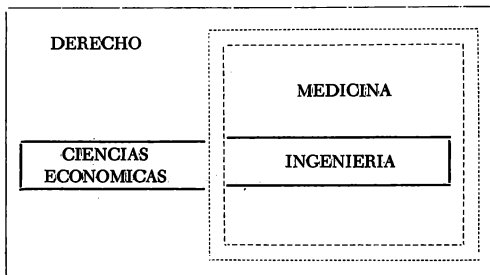 DERECHO
MEDICINA
CIENCIAS
ECONOMICAS
INGENIERIA